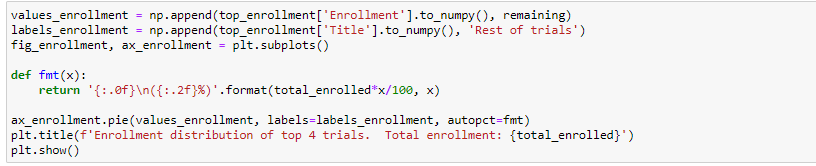 values_enrollment = np.append(top_enrollment['Enrollment'].to_numpy(), remaining)
labels_enrollment = np.append(top_enrollment['Title'].to_numpy(), 'Rest of trials')
fig_enrollment, ax_enrollment = plt.subplots()
def fmt(x):
    return '{:.0f}\n({:.2f}%)'.format(total_enrolled*x/100, x)
ax_enrollment.pie(values_enrollment, labels=labels_enrollment, autopct=fmt)
plt.title(f'Enrollment distribution of top 4 trials.  Total enrollment: {total_enrolled}')
plt.show()